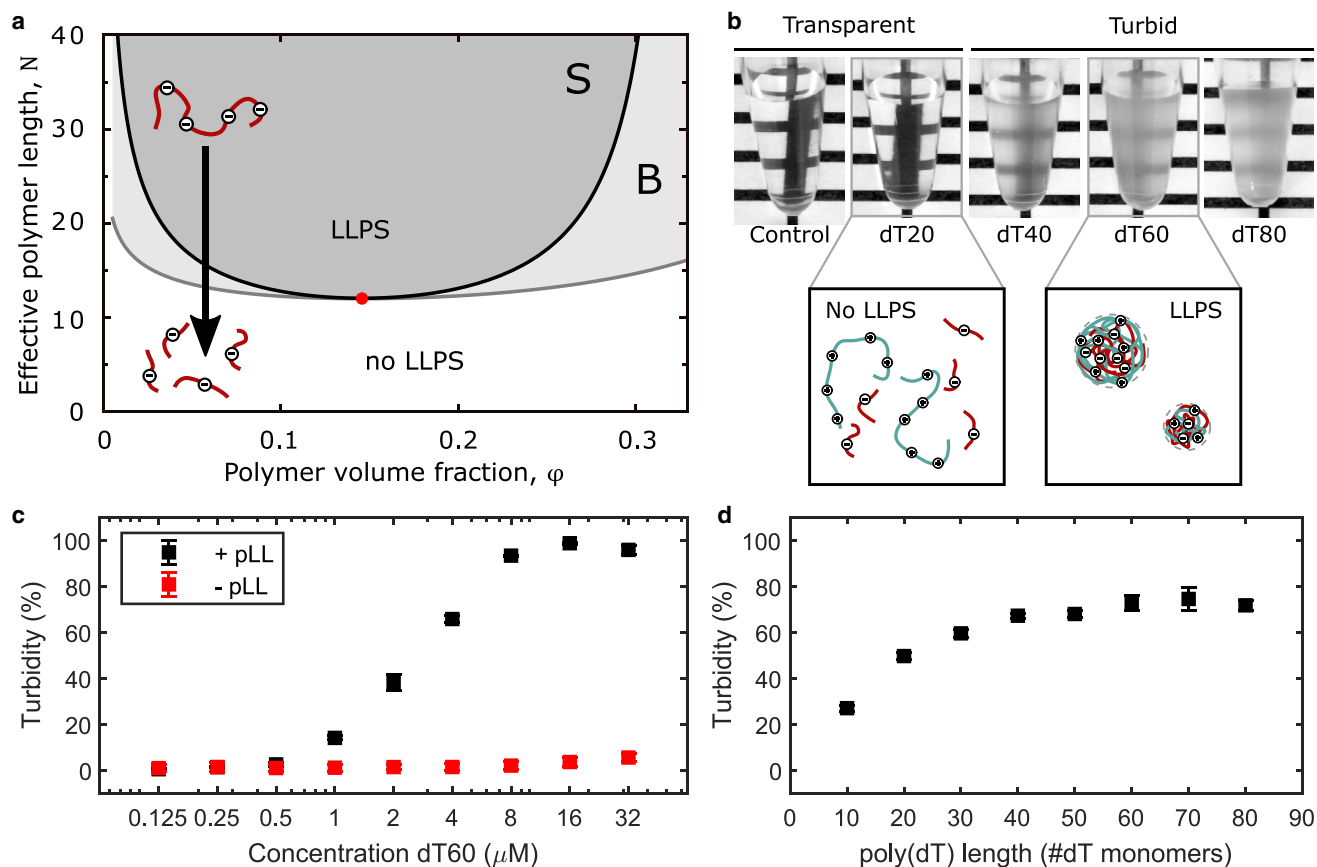 a
Effective polymer length, N
40
30
20
10
0
S
B
LLPS
no LLPS
0
0.1
0.2
0.3
Polymer volume fraction, φ
b
Transparent
Turbid
Control
dT20
dT40
dT60
dT80
No LLPS
LLPS
c
Turbidity (%)
100
80
60
40
20
0
+ pLL
- pLL
0.125 0.25 0.5 1 2 4 8 16 32
Concentration dT60 (μM)
d
Turbidity (%)
100
80
60
40
20
0
0 10 20 30 40 50 60 70 80 90
poly(dT) length (#dT monomers)